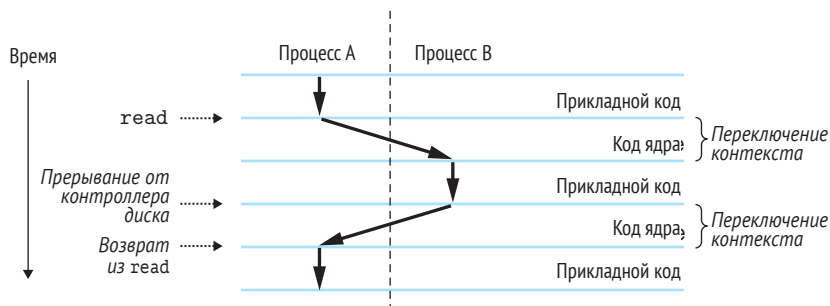 Время
Процесс A
Процесс B
Прикладной код
read
Код ядра
Переключение
контекста
Прикладной код
Прерывание от
контроллера
диска
Код ядра
Переключение
контекста
Возврат
из read
Прикладной код